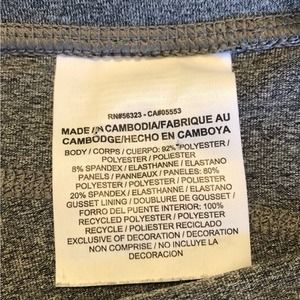 RN#56323 - CA#05553
MADE IN CAMBODIA/FABRIQUE AU
CAMBODGE/HECHO EN CAMBOYA
BODY / CORPS / CUERPO: 92% POLYESTER /
POLYESTER / POLIESTER
8% SPANDEX / ELASTHANNE / ELASTANO
PANELS / PANNEAUX / PANELES: 80%
POLYESTER / POLYESTER / POLIESTER
20% SPANDEX / ELASTHANNE / ELASTANO
GUSSET LINING / DOUBLURE DE GOUSSET /
FORRO DEL PUENTE INTERIOR: 100%
RECYCLED POLYESTER / POLYESTER
RECYCLE / POLIESTER RECICLADO
EXCLUSIVE OF DECORATION / DECORATION
NON COMPRISE / NO INCLUYE LA
DECORACION